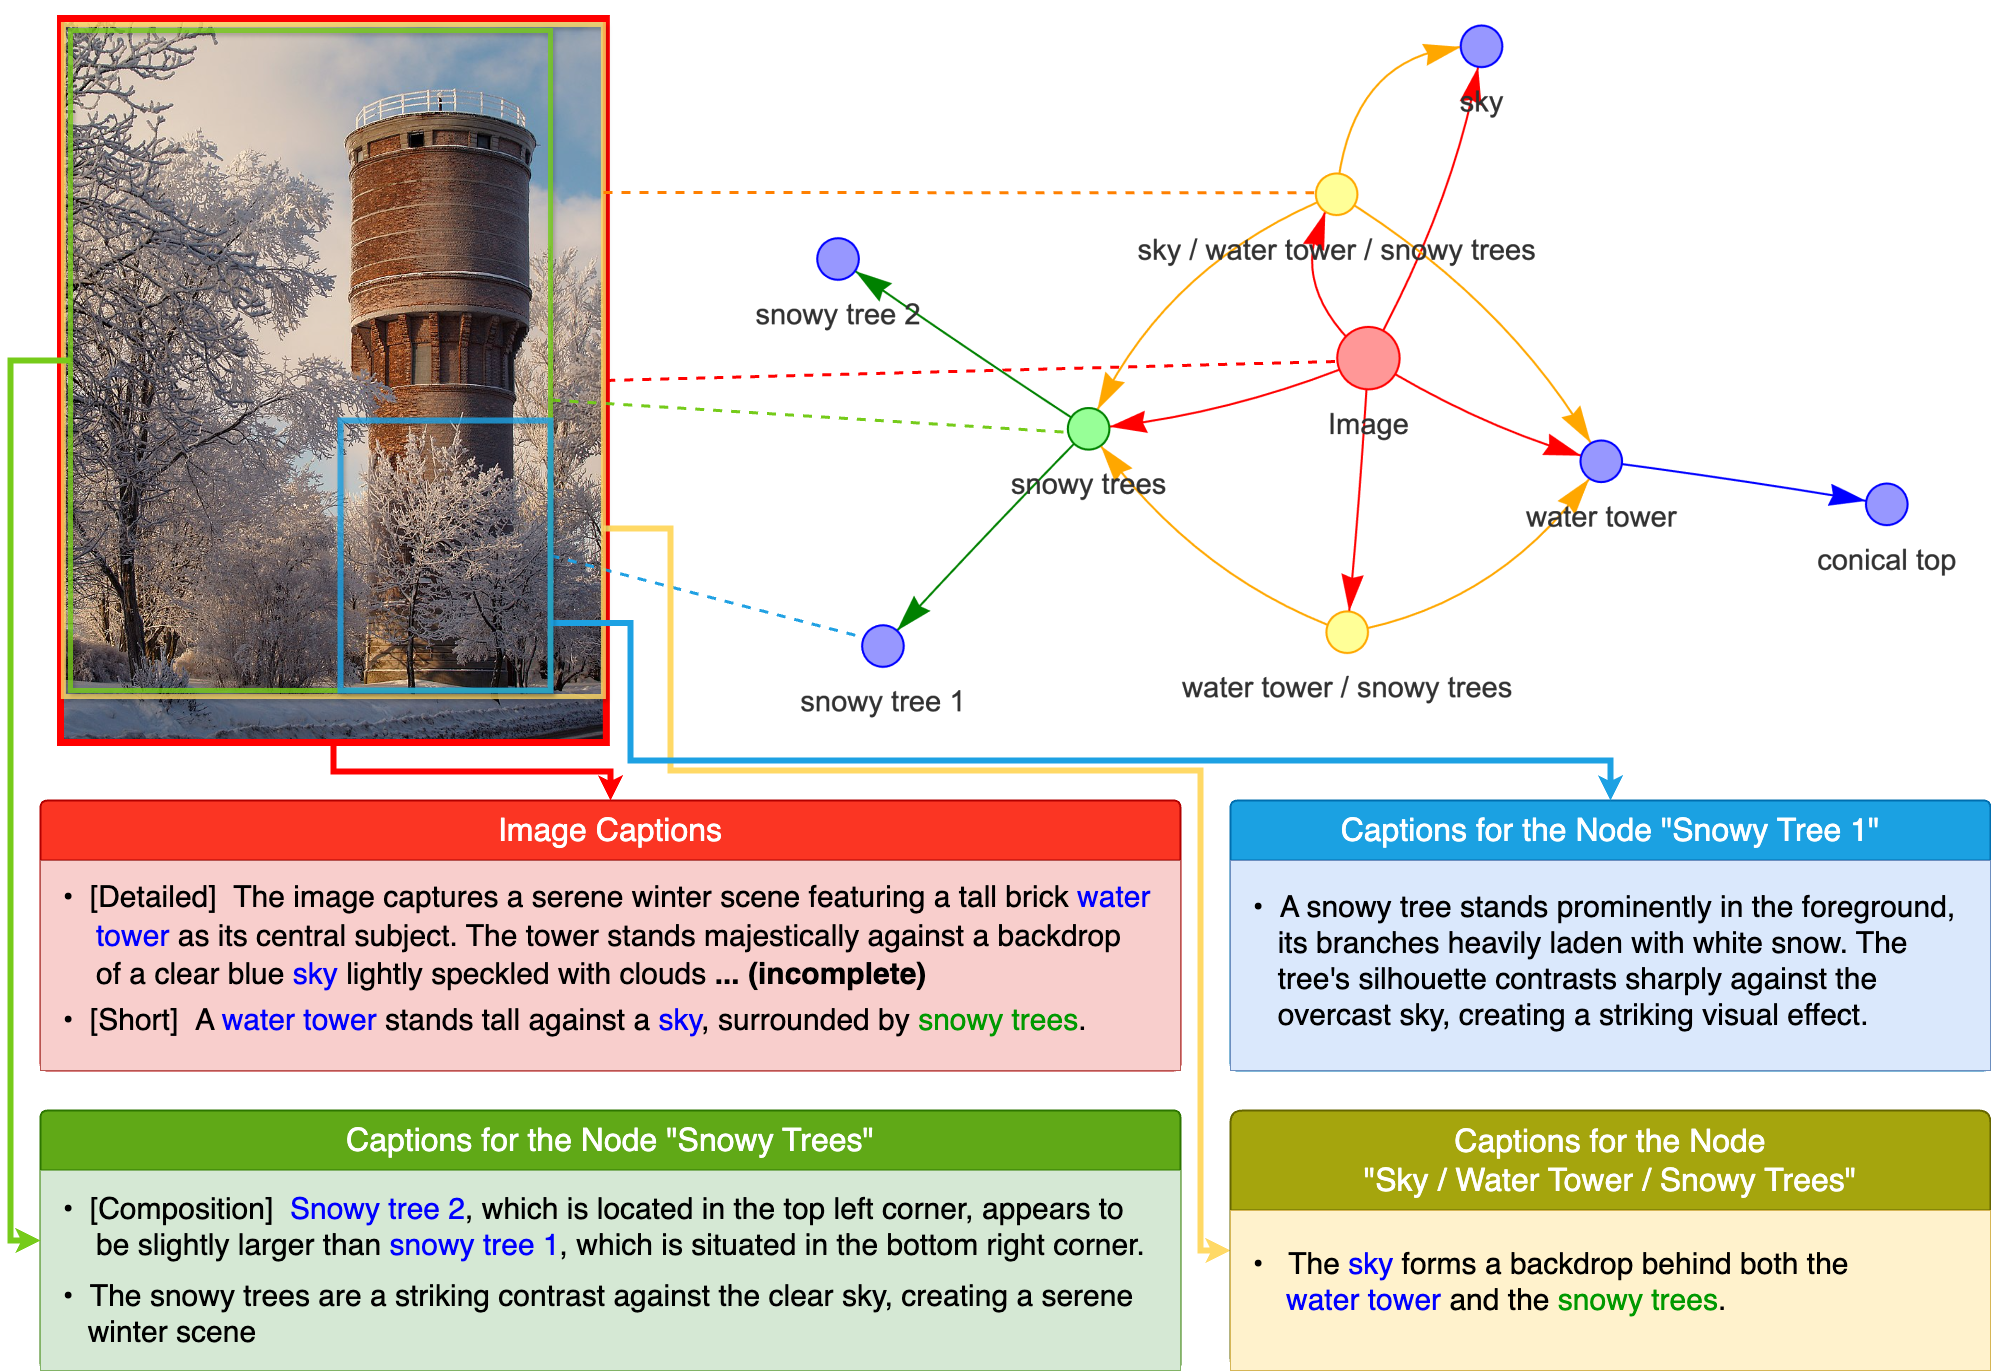 sky
sky / water tower / snowy trees
snowy tree 2
Image
snowy trees
water tower
conical top
water tower / snowy trees
snowy tree 1
Image Captions
• [Detailed] The image captures a serene winter scene featuring a tall brick water
tower as its central subject. The tower stands majestically against a backdrop
of a clear blue sky lightly speckled with clouds ... (incomplete)
• [Short] A water tower stands tall against a sky, surrounded by snowy trees.
Captions for the Node "Snowy Tree 1"
• A snowy tree stands prominently in the foreground,
its branches heavily laden with white snow. The
tree's silhouette contrasts sharply against the
overcast sky, creating a striking visual effect.
Captions for the Node "Snowy Trees"
• [Composition] Snowy tree 2, which is located in the top left corner, appears to
be slightly larger than snowy tree 1, which is situated in the bottom right corner.
• The snowy trees are a striking contrast against the clear sky, creating a serene
winter scene
Captions for the Node
"Sky / Water Tower / Snowy Trees"
• The sky forms a backdrop behind both the
water tower and the snowy trees.